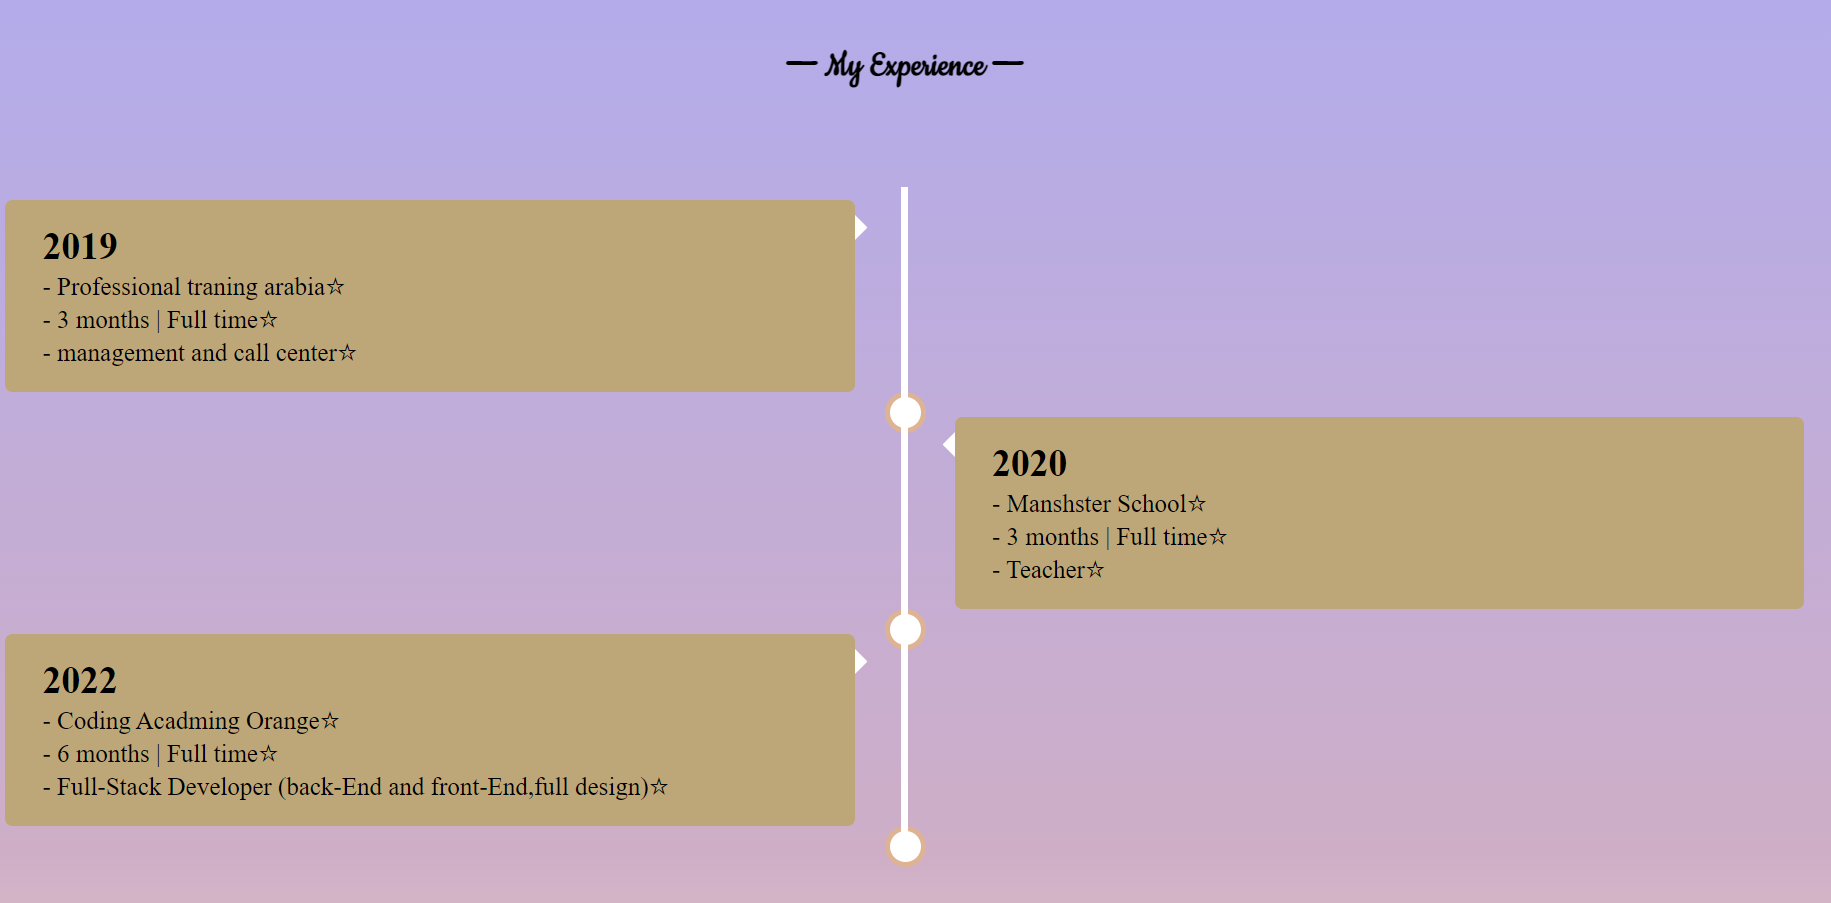 — My Experience —
2019
- Professional traning arabia☆
- 3 months | Full time☆
- management and call center☆
2020
- Manshster School☆
- 3 months | Full time☆
- Teacher☆
2022
- Coding Acadming Orange☆
- 6 months | Full time☆
- Full-Stack Developer (back-End and front-End,full design)☆